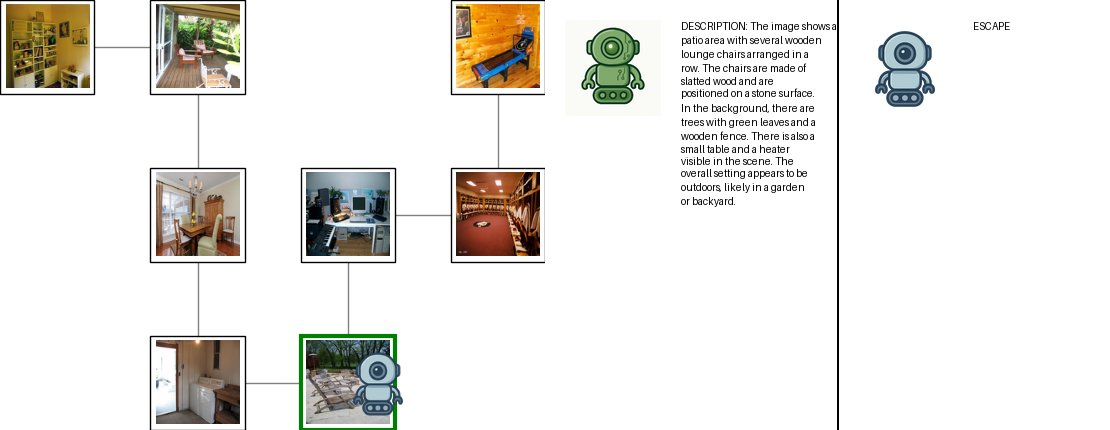 DESCRIPTION: The image shows a
patio area with several wooden
lounge chairs arranged in a
row. The chairs are made of
slatted wood and are
positioned on a stone surface.
In the background, there are
trees with green leaves and a
wooden fence. There is also a
small table and a heater
visible in the scene. The
overall setting appears to be
outdoors, likely in a garden
or backyard.
ESCAPE